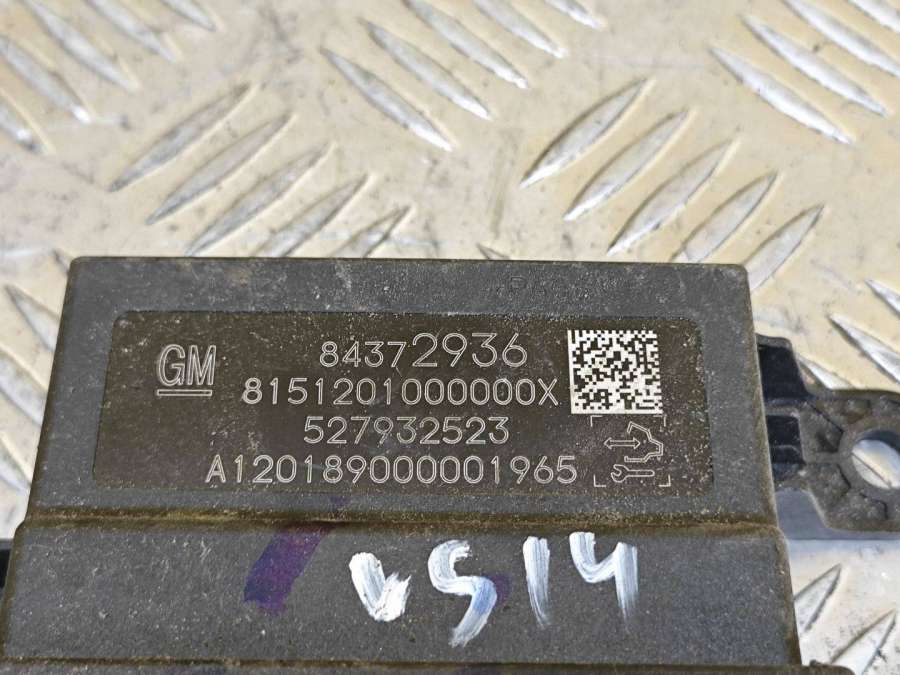 GM
84372936
8151201000000X
527932523
A1201890000001965
VS14